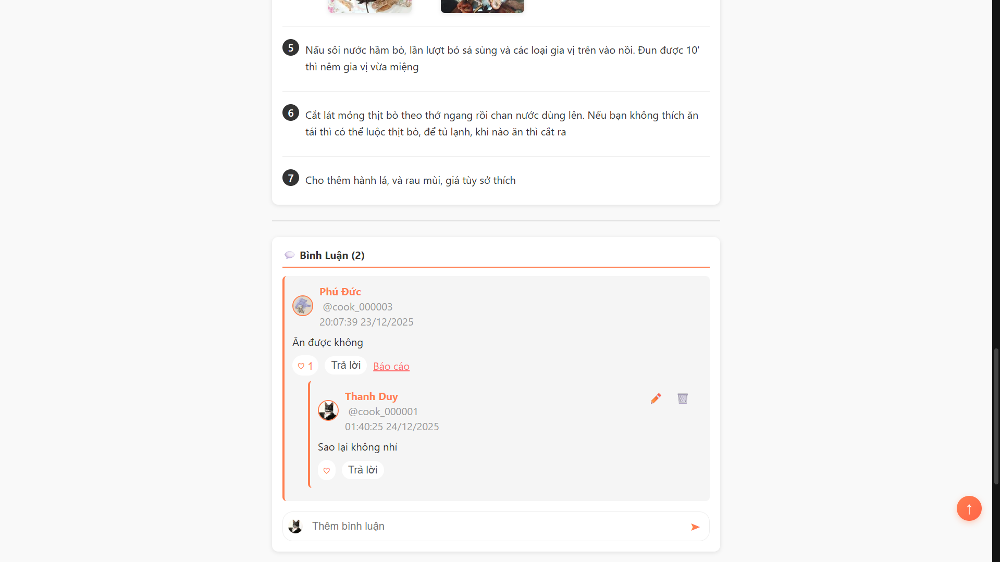 5
Nấu sôi nước hầm bò, lần lượt bỏ sá sùng và các loại gia vị trên vào nồi. Đun được 10'
thì nêm gia vị vừa miệng
6
Cắt lát mỏng thịt bò theo thớ ngang rồi chan nước dùng lên. Nếu bạn không thích ăn
tái thì có thể luộc thịt bò, để tủ lạnh, khi nào ăn thì cắt ra
7
Cho thêm hành lá, và rau mùi, giá tùy sở thích
Bình Luận (2)
Phú Đức
@cook_000003
20:07:39 23/12/2025
Ăn được không
1 Trả lời Báo cáo
Thanh Duy
@cook_000001
01:40:25 24/12/2025
Sao lại không nhỉ
Trả lời
Thêm bình luận